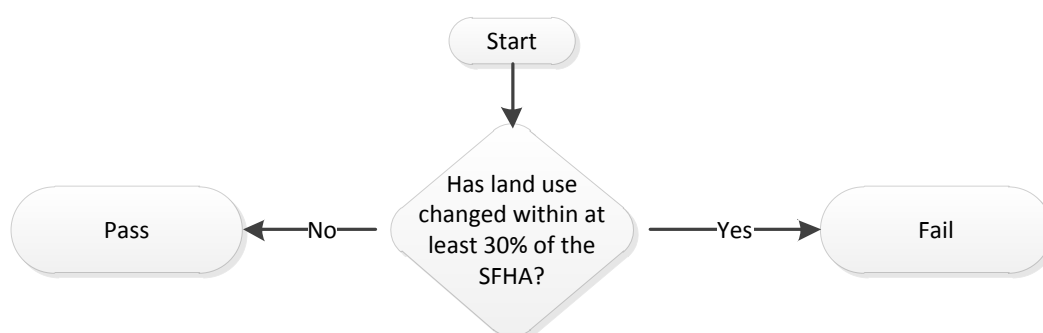 Start
Has land use
changed within at
least 30% of the
SFHA?
Pass
No
Yes
Fail